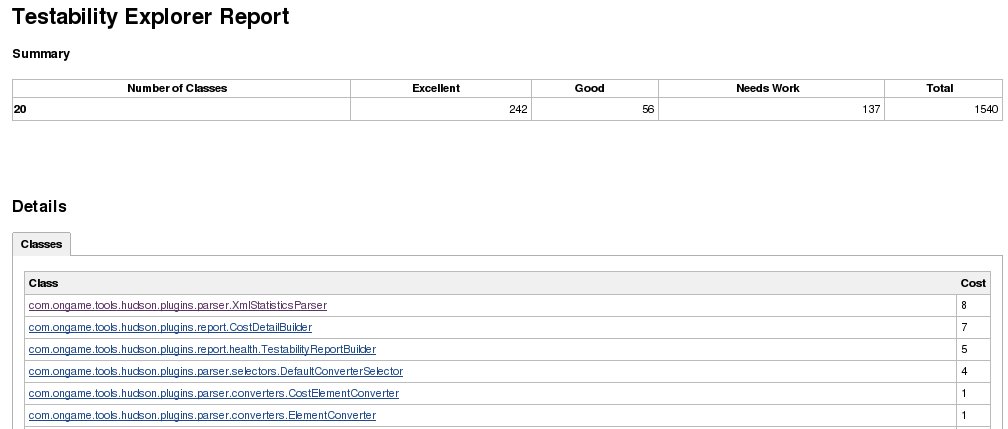 Testability Explorer Report
Summary
Number of Classes Excellent Good Needs Work Total
20 242 56 137 1540
Details
Classes
Class Cost
com.ongame.tools.hudson.plugins.parser.XmlStatisticsParser 8
com.ongame.tools.hudson.plugins.report.CostDetailBuilder 7
com.ongame.tools.hudson.plugins.report.health.TestabilityReportBuilder 5
com.ongame.tools.hudson.plugins.parser.selectors.DefaultConverterSelector 4
com.ongame.tools.hudson.plugins.parser.converters.CostElementConverter 1
com.ongame.tools.hudson.plugins.parser.converters.ElementConverter 1